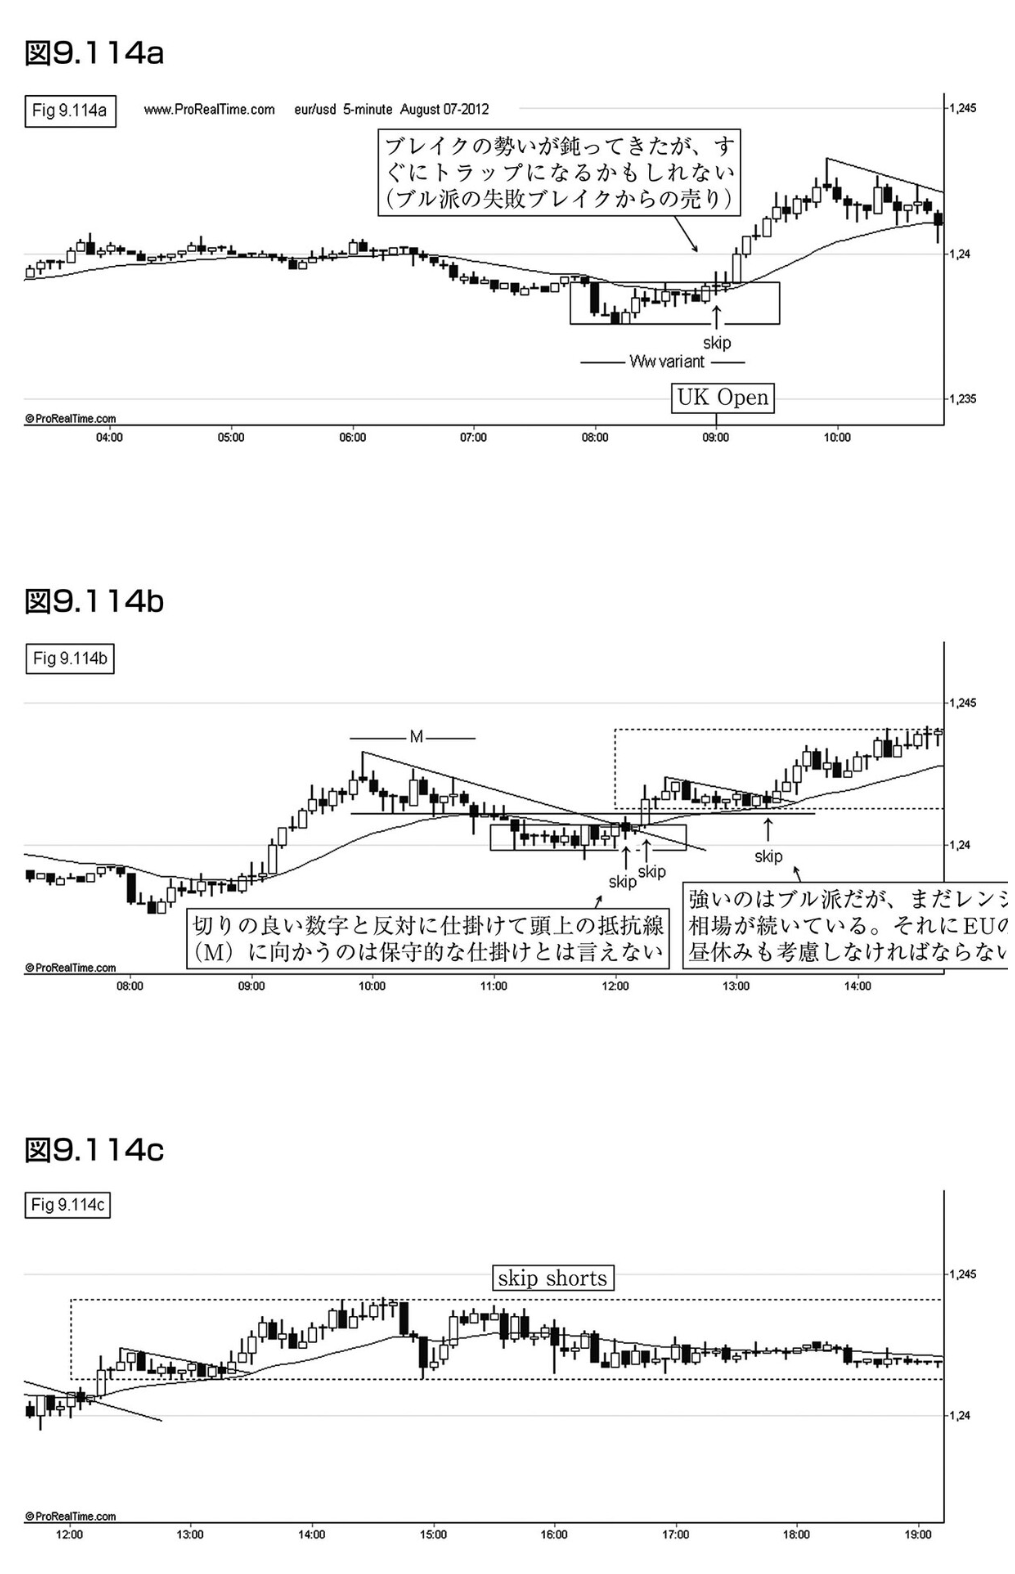 図9.114a
Fig 9.114a www.ProRealTime.com eur/usd 5-minute August 07-2012
1,245
ブレイクの勢いが鈍ってきたが、す
ぐにトラップになるかもしれない
（ブル派の失敗ブレイクからの売り）
1,24
skip
Ww variant
UK Open
1,235
©ProRealTime.com
04:00 05:00 06:00 07:00 08:00 09:00 10:00
図9.114b
Fig 9.114b
1,245
M
1,24
skip
skip
skip
切りの良い数字と反対に仕掛けて頭上の抵抗線
（M）に向かうのは保守的な仕掛けとは言えない
強いのはブル派だが、まだレンジ
相場が続いている。それにEUの
昼休みも考慮しなければならない
©ProRealTime.com
08:00 09:00 10:00 11:00 12:00 13:00 14:00
図9.114c
Fig 9.114c
skip shorts
1,245
1,24
©ProRealTime.com
12:00 13:00 14:00 15:00 16:00 17:00 18:00 19:00